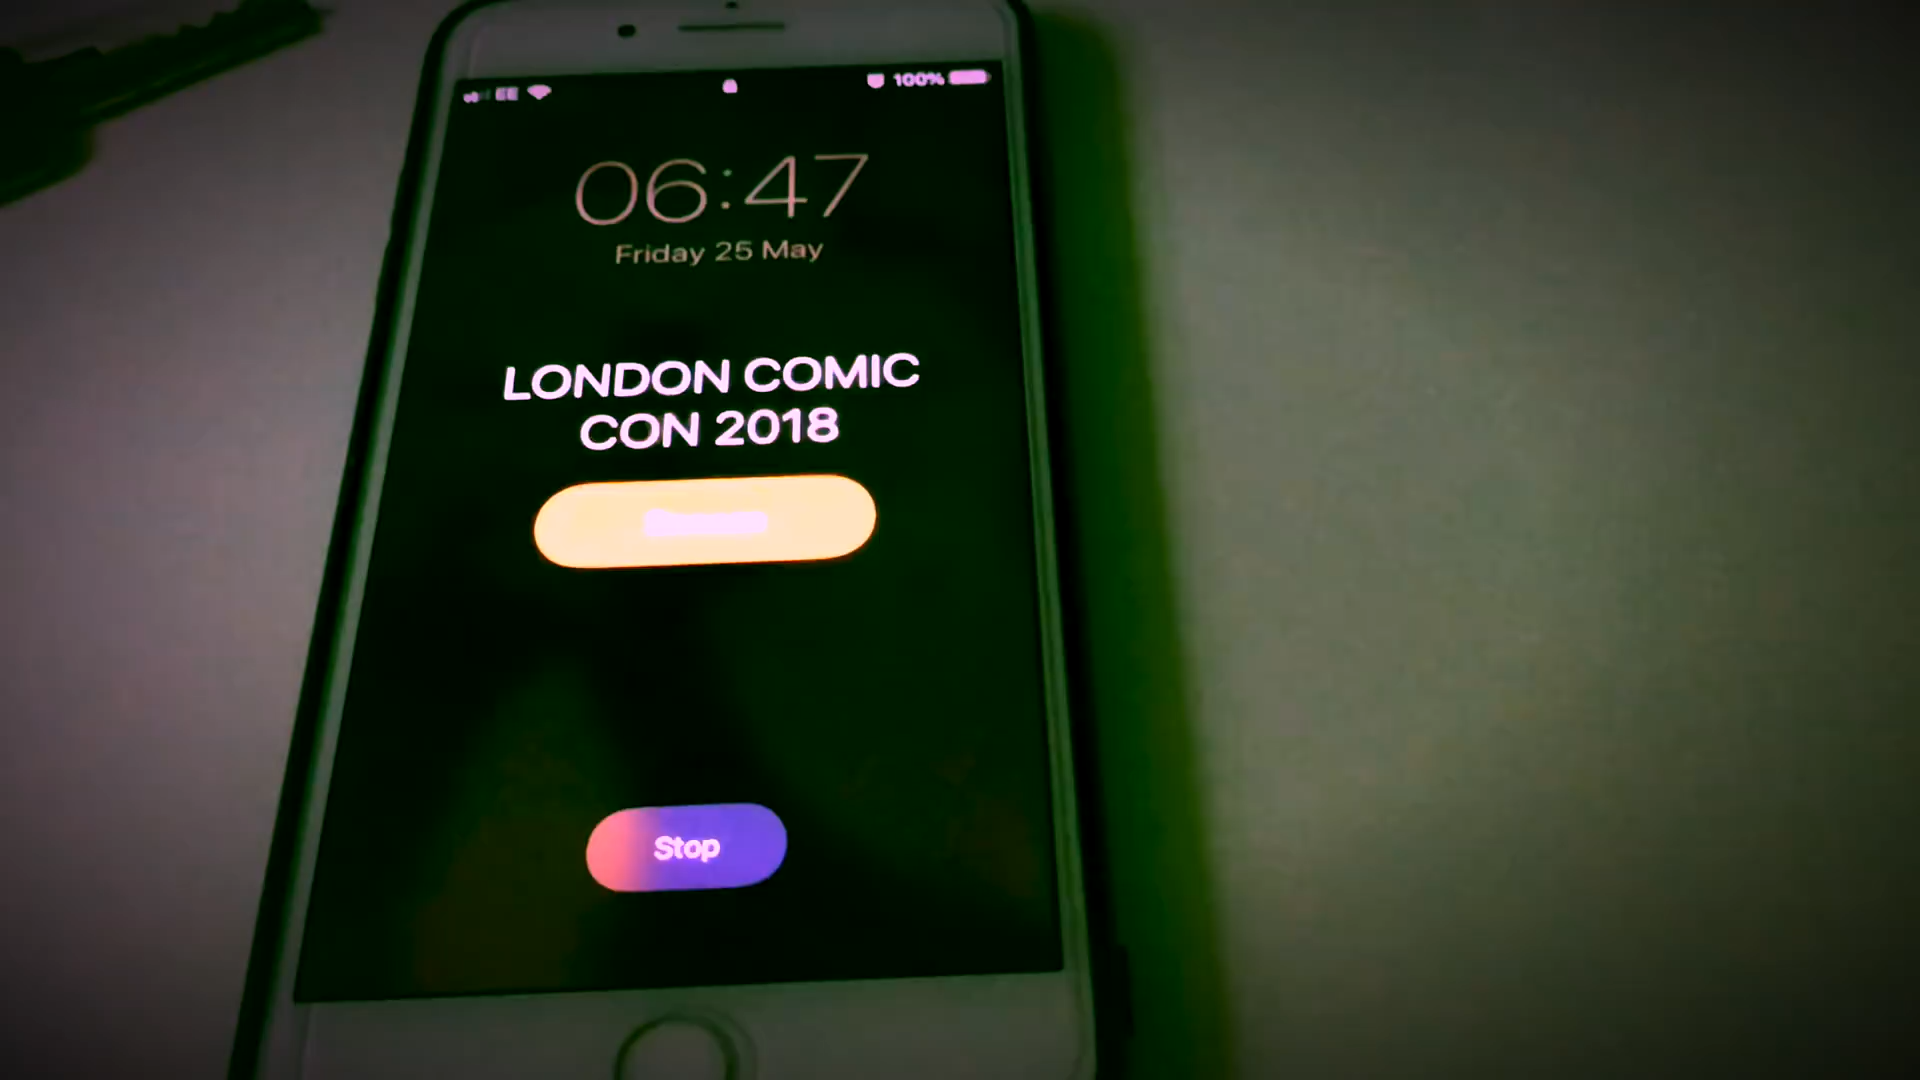 EE 100%
06:47
Friday 25 May
LONDON COMIC
CON 2018
Stop